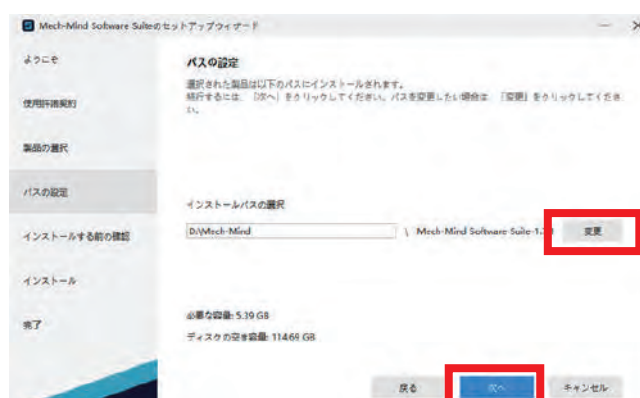 Mech-Mind Software Suiteのセットアップウィザード
ようこそ
使用許諾契約
製品の選択
パスの設定
インストールする前の確認
インストール
完了
パスの設定
選択された製品は以下のパスにインストールされます。
続行するには、「次へ」をクリックしてください。パスを変更したい場合は、「変更」をクリックしてくださ
い。
インストールパスの選択
D:\Mech-Mind
\ Mech-Mind Software Suite-1.
変更
必要な容量: 5.39 GB
ディスクの空き容量: 114.69 GB
戻る
次へ
キャンセル